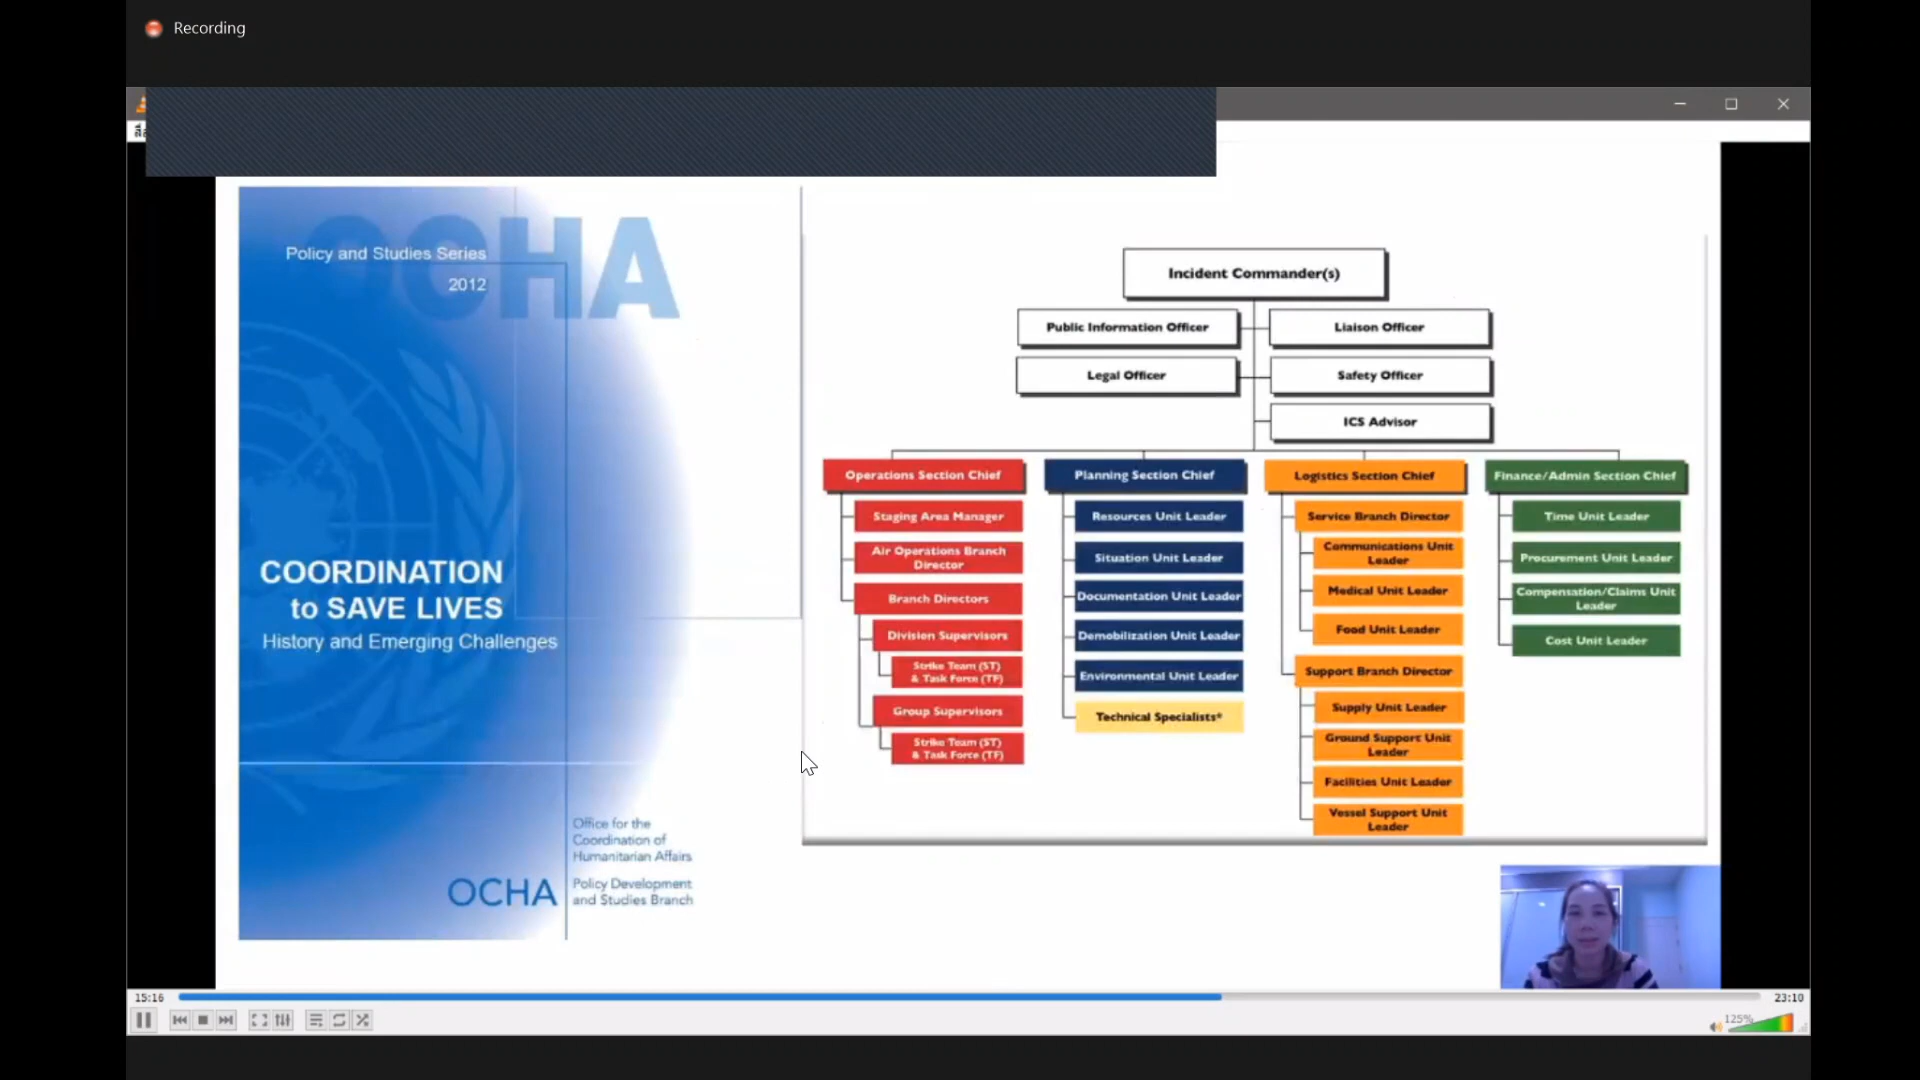 Recording
OCHA
Policy and Studies Series
2012
COORDINATION
to SAVE LIVES
History and Emerging Challenges
Office for the
Coordination of
Humanitarian Affairs
OCHA
Policy Development
and Studies Branch
Incident Commander(s)
Public Information Officer
Liaison Officer
Legal Officer
Safety Officer
ICS Advisor
Operations Section Chief
Staging Area Manager
Air Operations Branch
Director
Branch Directors
Division Supervisors
Strike Team (ST)
& Task Force (TF)
Group Supervisors
Strike Team (ST)
& Task Force (TF)
Planning Section Chief
Resources Unit Leader
Situation Unit Leader
Documentation Unit Leader
Demobilization Unit Leader
Environmental Unit Leader
Technical Specialists*
Logistics Section Chief
Service Branch Director
Communications Unit
Leader
Medical Unit Leader
Food Unit Leader
Support Branch Director
Supply Unit Leader
Ground Support Unit
Leader
Facilities Unit Leader
Vessel Support Unit
Leader
Finance/Admin Section Chief
Time Unit Leader
Procurement Unit Leader
Compensation/Claims Unit
Leader
Cost Unit Leader
15:16
23:10
125%